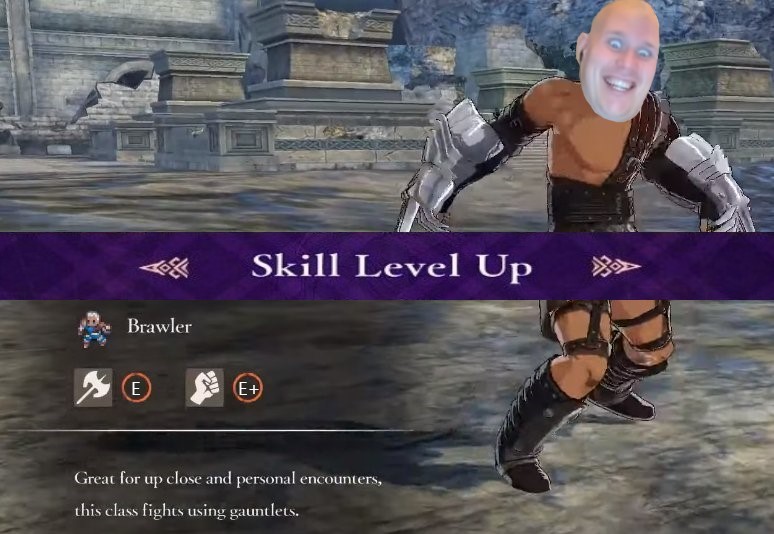 Skill Level Up
Brawler
E E+
Great for up close and personal encounters,
this class fights using gauntlets.